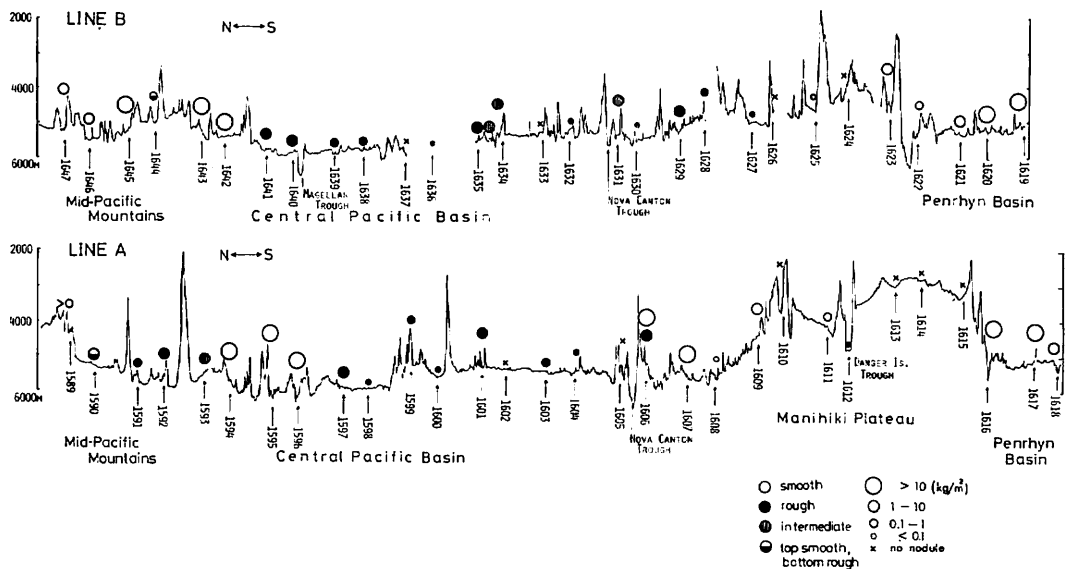 2000
LINE B
N ⟷ S
4000
6000M
1647
1646
1645
1644
1643
1642
1641
1640
1639
1638
1637
1636
1635
1634
1633
1632
1631
1630
1629
1628
1627
1626
1625
1624
1623
1622
1621
1620
1619
MAGELLAN TROUGH
NOVA CANTON TROUGH
Mid-Pacific Mountains
Central Pacific Basin
Penrhyn Basin
2000
LINE A
N ⟷ S
4000
6000M
1589
1590
1591
1592
1593
1594
1595
1596
1597
1598
1599
1600
1601
1602
1603
1604
1605
1606
1607
1608
1609
1610
1611
1612
1613
1614
1615
1616
1617
1618
DANGER IS. TROUGH
NOVA CANTON TROUGH
Mid-Pacific Mountains
Central Pacific Basin
Manihiki Plateau
Penrhyn Basin
smooth
> 10 (kg/m²)
rough
1 – 10
intermediate
0.1 – 1
top smooth, bottom rough
< 0.1
× no nodule